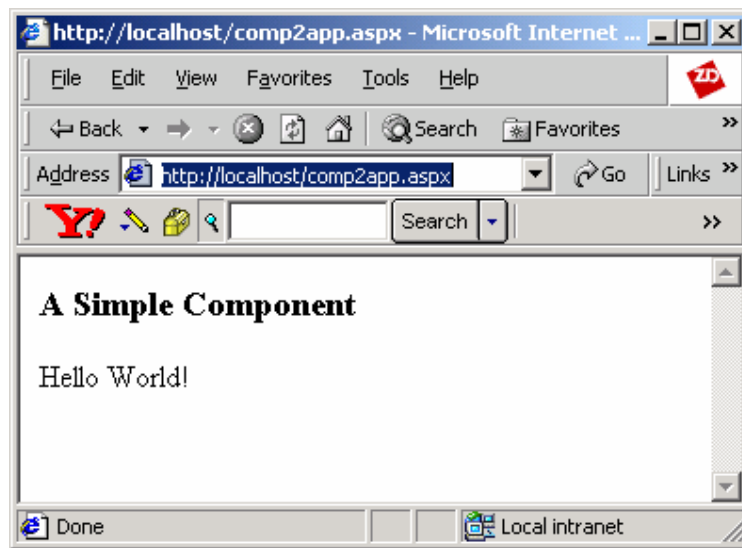 http://localhost/comp2app.aspx - Microsoft Internet ...
File Edit View Favorites Tools Help ZD
Back Search Favorites »
Address http://localhost/comp2app.aspx Go Links »
Y! Search »
A Simple Component
Hello World!
Done Local intranet